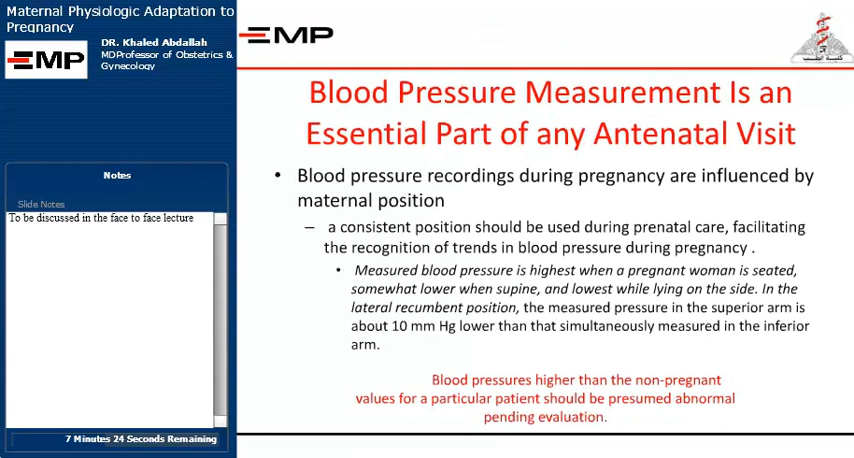 Maternal Physiologic Adaptation to
Pregnancy
EMP
DR. Khaled Abdallah
MDProfessor of Obstetrics &
Gynecology
Notes
Slide Notes
To be discussed in the face to face lecture
7 Minutes 24 Seconds Remaining
EMP
Blood Pressure Measurement Is an
Essential Part of any Antenatal Visit
• Blood pressure recordings during pregnancy are influenced by
maternal position
– a consistent position should be used during prenatal care, facilitating
the recognition of trends in blood pressure during pregnancy .
• Measured blood pressure is highest when a pregnant woman is seated,
somewhat lower when supine, and lowest while lying on the side. In the
lateral recumbent position, the measured pressure in the superior arm is
about 10 mm Hg lower than that simultaneously measured in the inferior
arm.
Blood pressures higher than the non-pregnant
values for a particular patient should be presumed abnormal
pending evaluation.